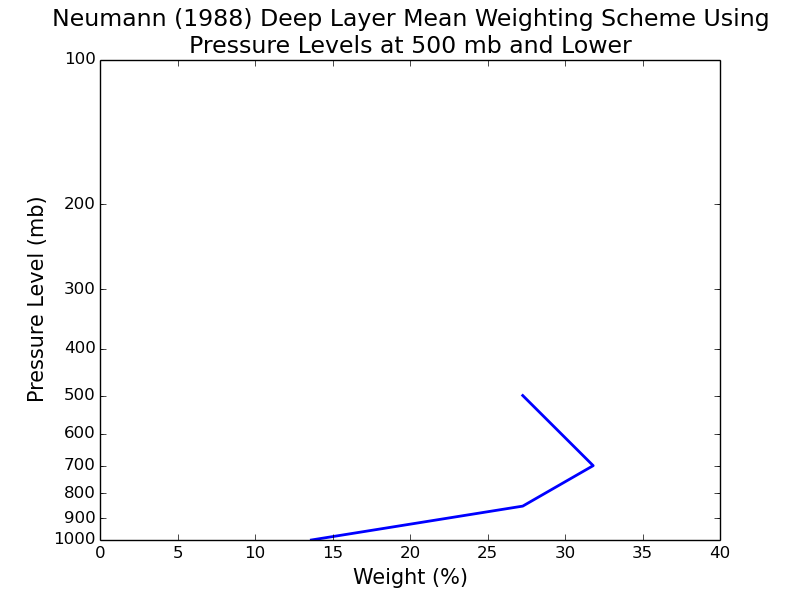 Neumann (1988) Deep Layer Mean Weighting Scheme Using
Pressure Levels at 500 mb and Lower
100
200
300
400
500
600
700
800
900
1000
Pressure Level (mb)
0 5 10 15 20 25 30 35 40
Weight (%)